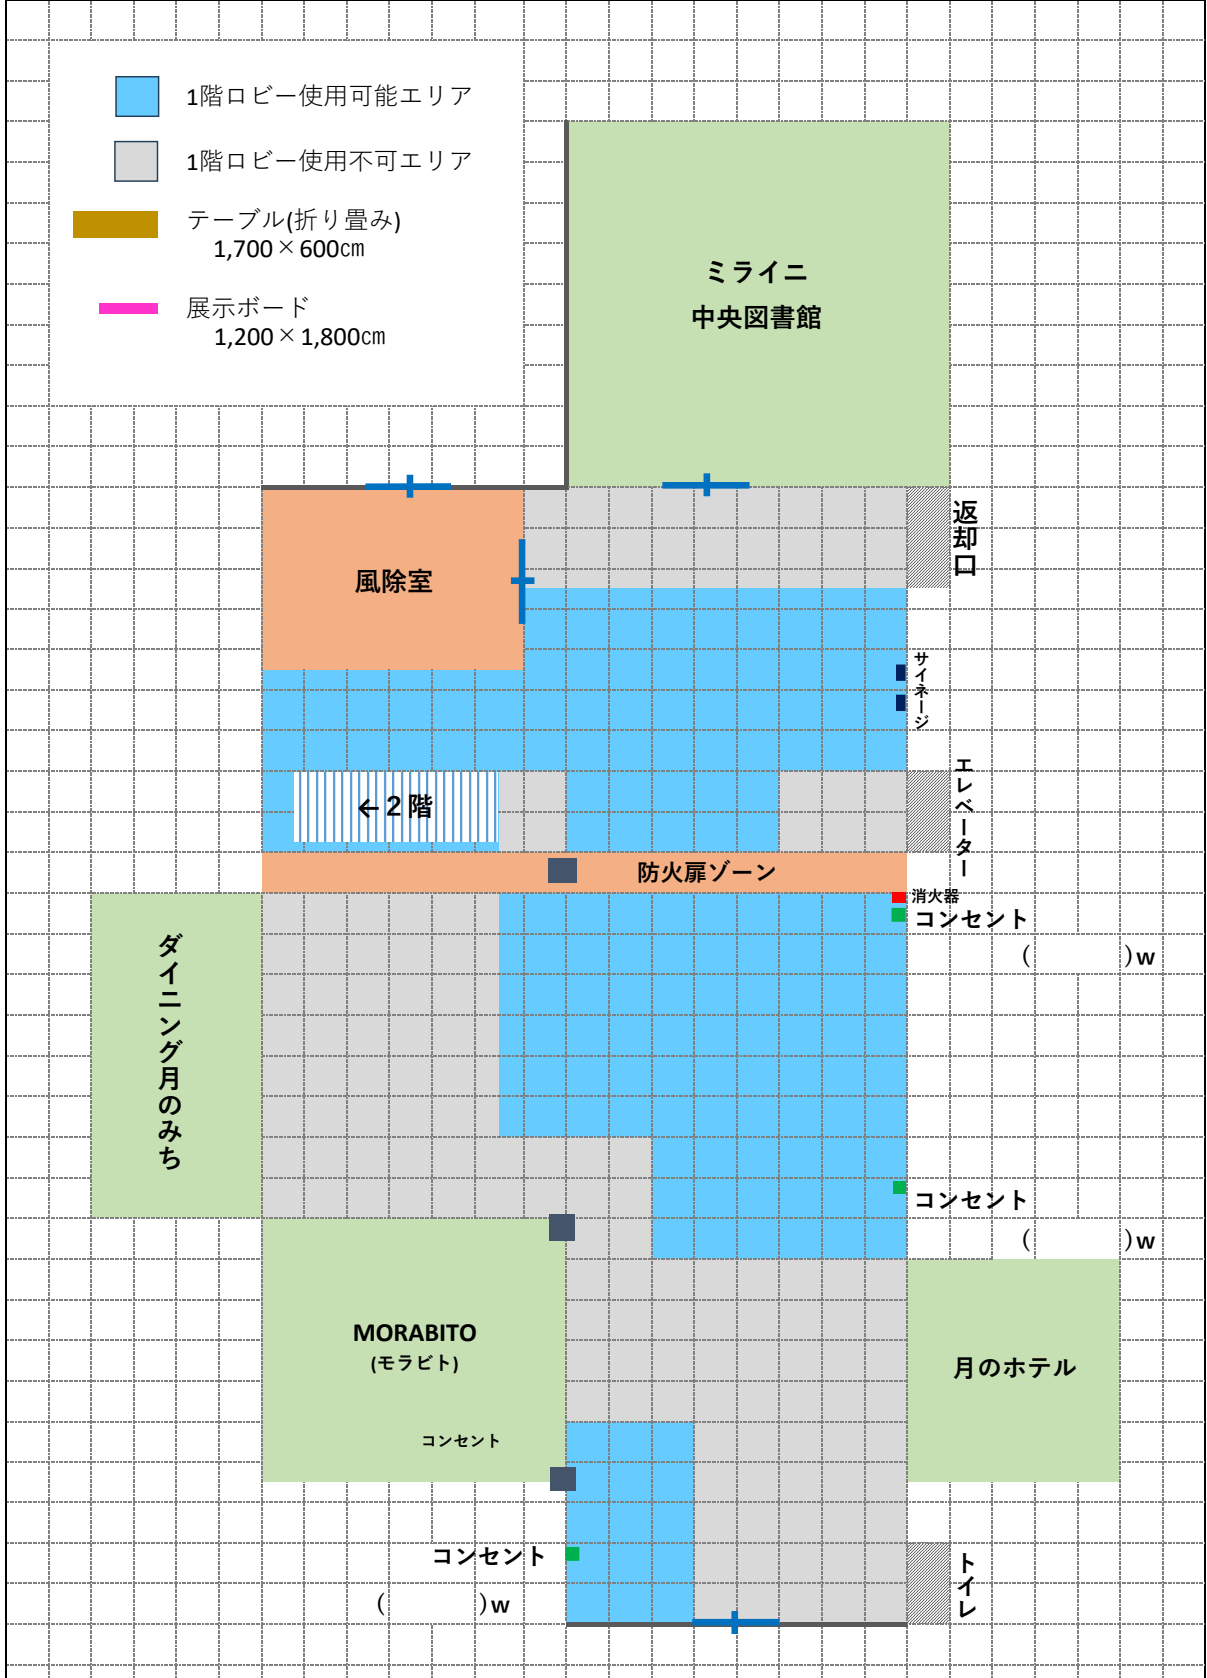 1階ロビー使用可能エリア
1階ロビー使用不可エリア
テーブル(折り畳み)
1,700×600㎝
展示ボード
1,200×1,800㎝
ミライニ
中央図書館
返却口
風除室
サイネージ
←2階
エレベーター
防火扉ゾーン
消火器
コンセント
(　　　)w
ダイニング月のみち
コンセント
(　　　)w
MORABITO
(モラビト)
月のホテル
コンセント
コンセント
(　　　)w
トイレ